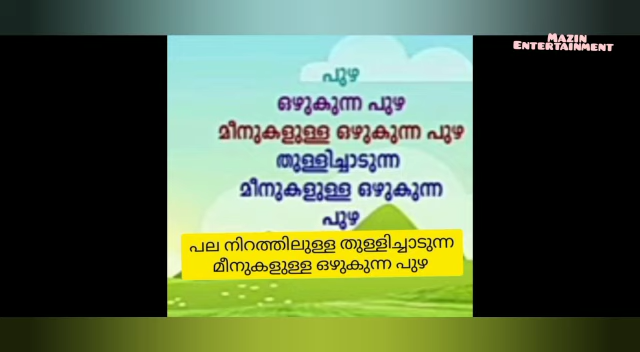 Mazin
Entertainment
പുഴ
ഒഴുകുന്ന പുഴ
മീനുകളുള്ള ഒഴുകുന്ന പുഴ
തുള്ളിച്ചാടുന്ന
മീനുകളുള്ള ഒഴുകുന്ന
പുഴ
പല നിറത്തിലുള്ള തുള്ളിച്ചാടുന്ന
മീനുകളുള്ള ഒഴുകുന്ന പുഴ